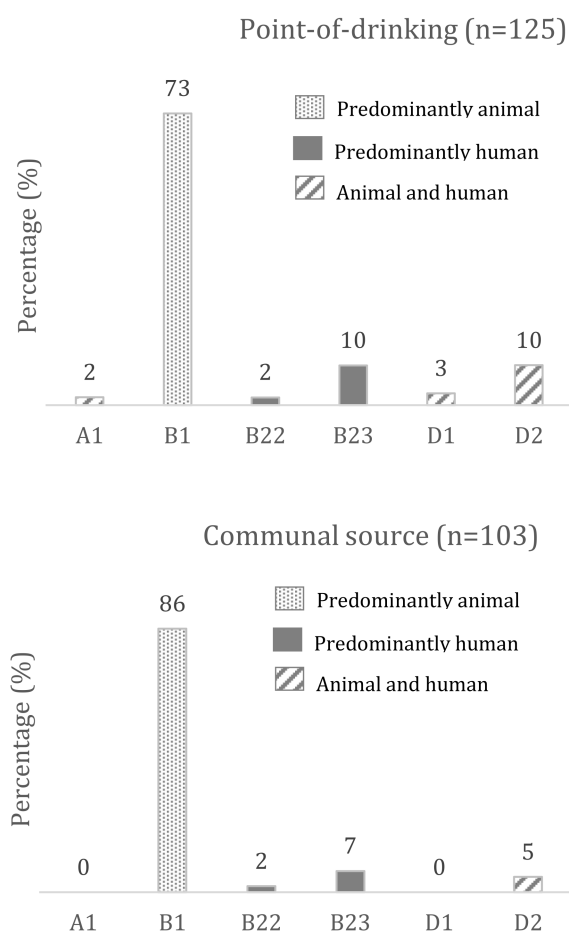 Point-of-drinking (n=125)
73
Predominantly animal
Predominantly human
Animal and human
Percentage (%)
2
2
10
3
10
A1 B1 B22 B23 D1 D2
Communal source (n=103)
86
Predominantly animal
Predominantly human
Animal and human
Percentage (%)
0
2
7
0
5
A1 B1 B22 B23 D1 D2